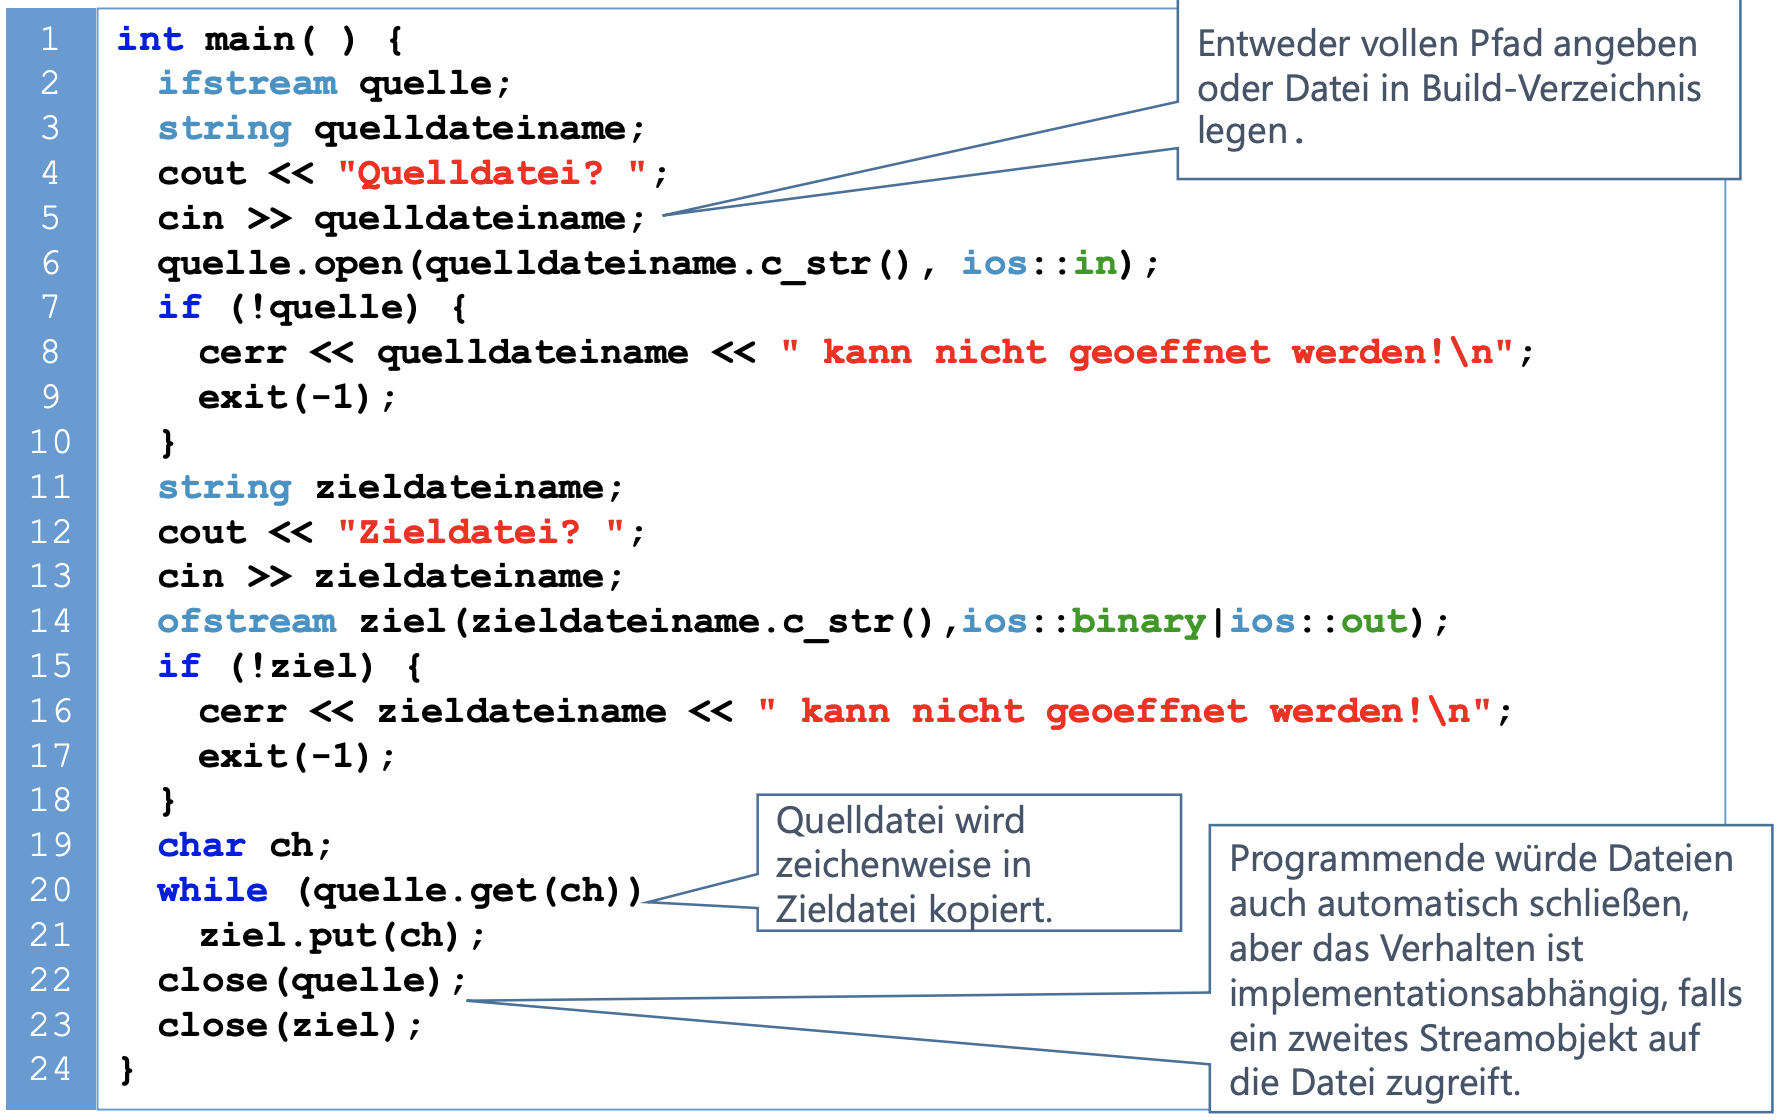 1 int main( ) {
2   ifstream quelle;
3   string quelldateiname;
4   cout << "Quelldatei? ";
5   cin >> quelldateiname;
6   quelle.open(quelldateiname.c_str(), ios::in);
7   if (!quelle) {
8     cerr << quelldateiname << " kann nicht geoeffnet werden!\n";
9     exit(-1);
10   }
11   string zieldateiname;
12   cout << "Zieldatei? ";
13   cin >> zieldateiname;
14   ofstream ziel(zieldateiname.c_str(),ios::binary|ios::out);
15   if (!ziel) {
16     cerr << zieldateiname << " kann nicht geoeffnet werden!\n";
17     exit(-1);
18   }
19   char ch;
20   while (quelle.get(ch))
21     ziel.put(ch);
22   close(quelle);
23   close(ziel);
24 }
Entweder vollen Pfad angeben
oder Datei in Build-Verzeichnis
legen.
Quelldatei wird
zeichenweise in
Zieldatei kopiert.
Programmende würde Dateien
auch automatisch schließen,
aber das Verhalten ist
implementationsabhängig, falls
ein zweites Streamobjekt auf
die Datei zugreift.